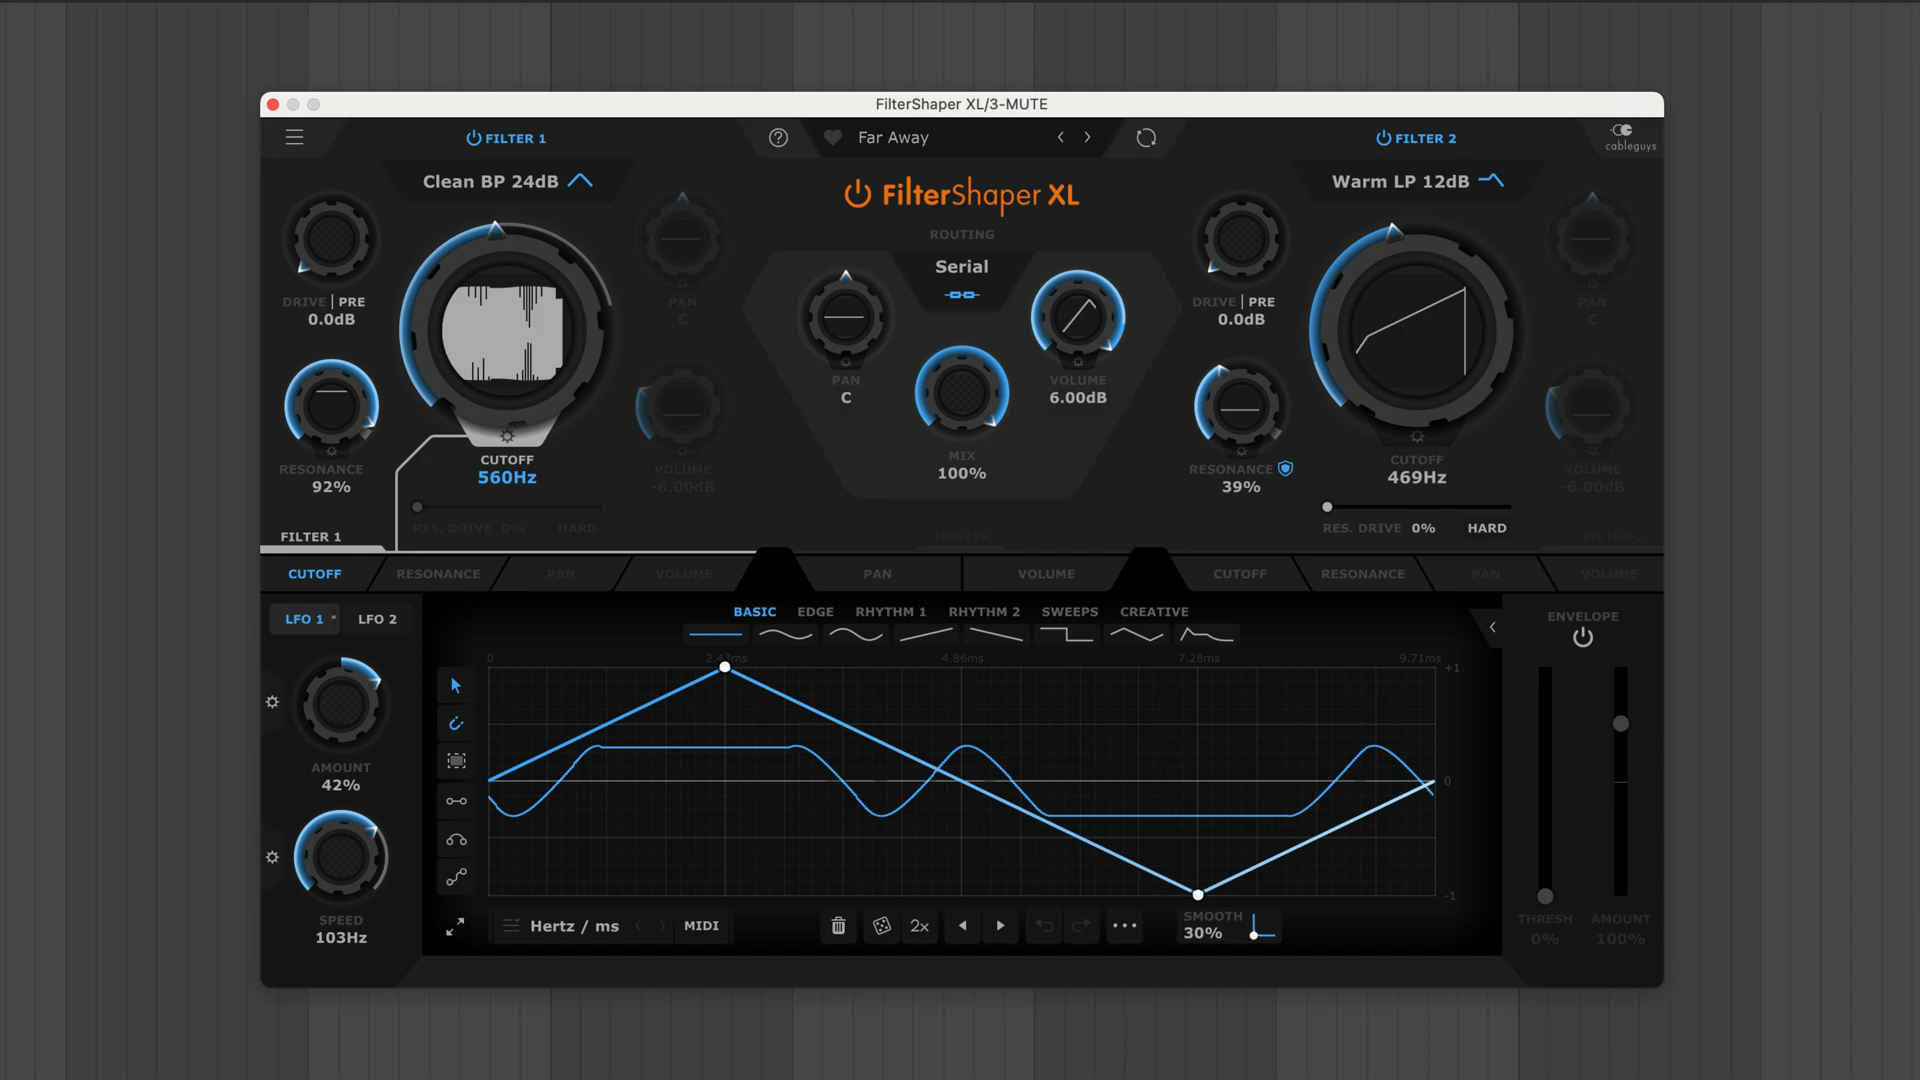 FilterShaper XL/3-MUTE
FILTER 1
Far Away
FILTER 2
cableguys
Clean BP 24dB
FilterShaper XL
Warm LP 12dB
ROUTING
Serial
DRIVE | PRE
0.0dB
PAN
C
PAN
C
VOLUME
6.00dB
DRIVE | PRE
0.0dB
PAN
C
RESONANCE
92%
CUTOFF
560Hz
VOLUME
-6.00dB
MIX
100%
RESONANCE
39%
CUTOFF
469Hz
VOLUME
-6.00dB
RES. DRIVE 0% HARD
RES. DRIVE 0% HARD
FILTER 1
MASTER
FILTER 2
CUTOFF RESONANCE PAN VOLUME PAN VOLUME CUTOFF RESONANCE PAN VOLUME
LFO 1 LFO 2
BASIC EDGE RHYTHM 1 RHYTHM 2 SWEEPS CREATIVE
ENVELOPE
0 2.43ms 4.86ms 7.28ms 9.71ms
+1
0
-1
AMOUNT
42%
SPEED
103Hz
Hertz / ms
MIDI
2x
SMOOTH
30%
THRESH
0%
AMOUNT
100%